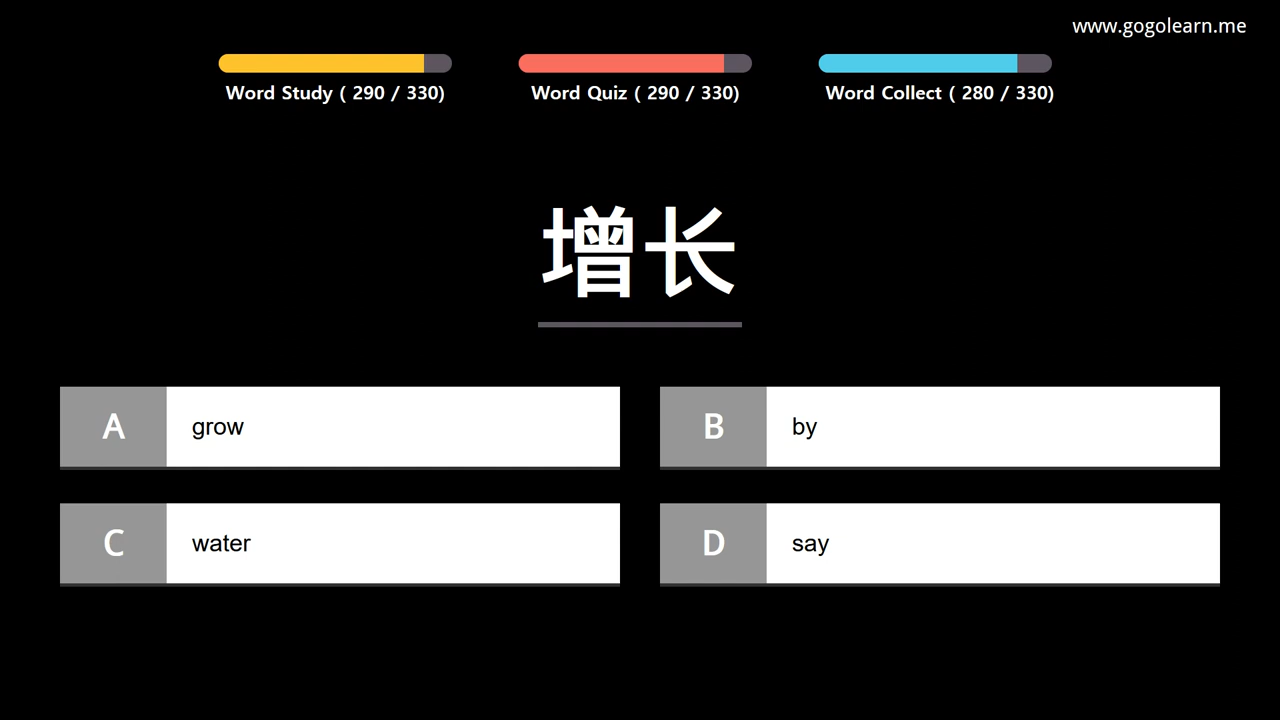 www.gogolearn.me
Word Study ( 290 / 330)
Word Quiz ( 290 / 330)
Word Collect ( 280 / 330)
增长
A
grow
B
by
C
water
D
say